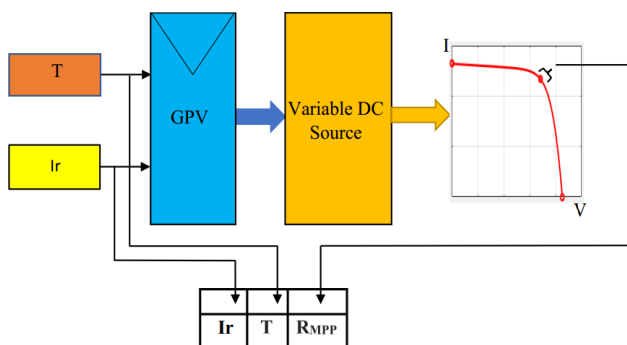 T
Ir
GPV
Variable DC
Source
I
V
Ir T RMPP